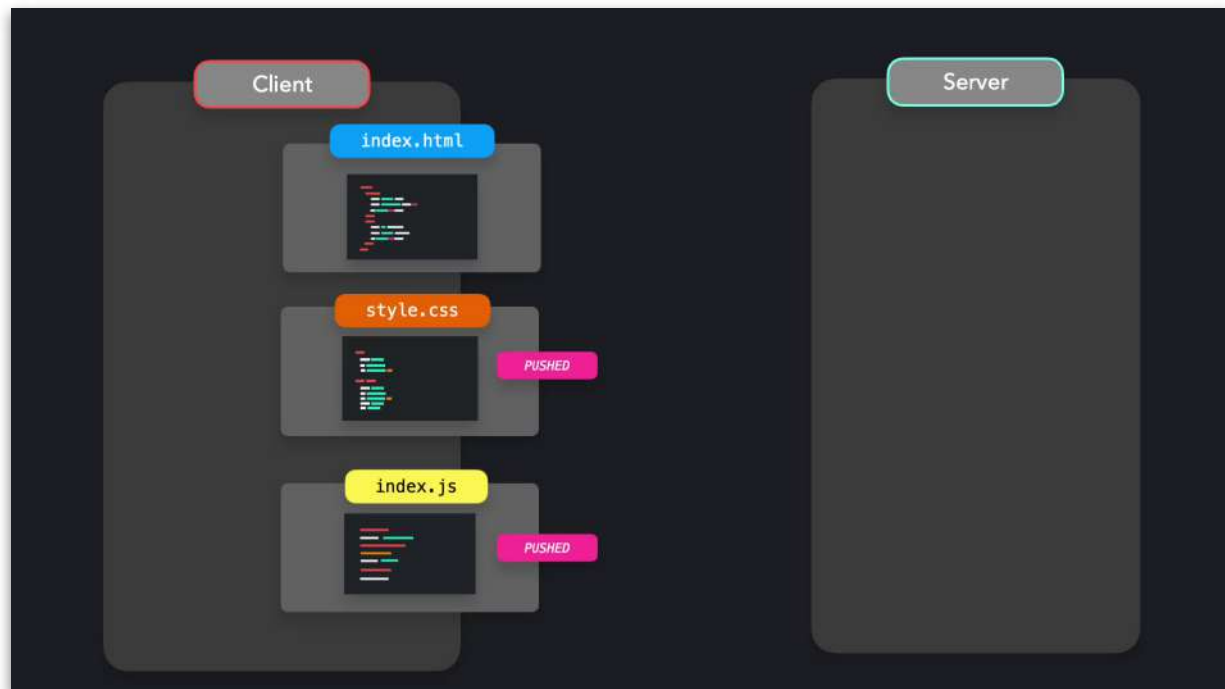 Client
Server
index.html
style.css
PUSHED
index.js
PUSHED